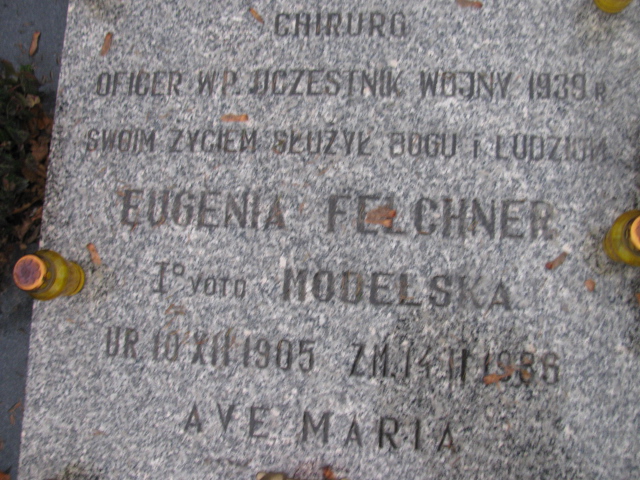 CHIRURG
OFICER WP. UCZESTNIK WOJNY 1939 R
SWOIM ŻYCIEM SŁUŻYŁ BOGU I LUDZIOM
EUGENIA FELCHNER
I° VOTO MODELSKA
UR 10 XII 1905 ZM. 14 II 1986
AVE MARIA